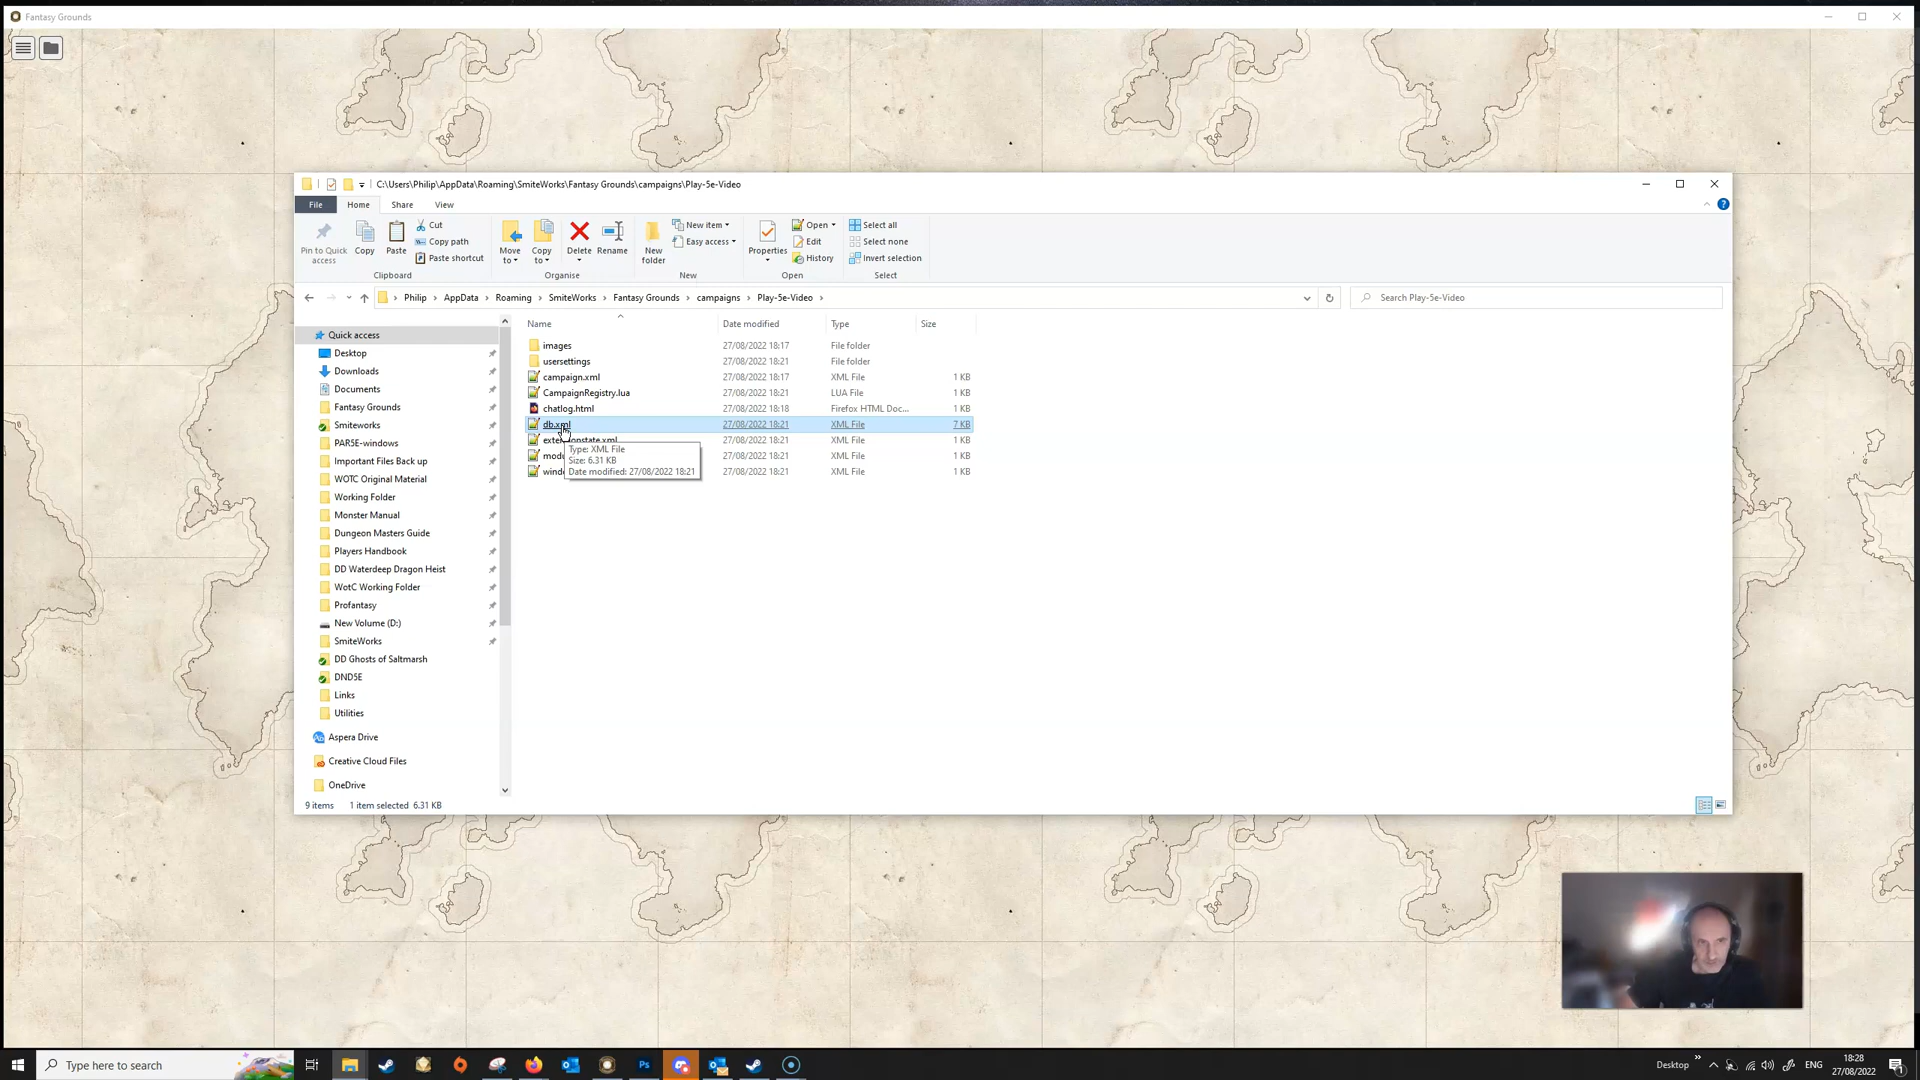 Fantasy Grounds
C:\Users\Philip\AppData\Roaming\SmiteWorks\Fantasy Grounds\campaigns\Play-5e-Video
File Home Share View
Pin to Quick access
Copy
Paste
Cut
Copy path
Paste shortcut
Clipboard
Move to
Copy to
Delete
Rename
Organise
New folder
New item
Easy access
New
Properties
Open
Edit
History
Open
Select all
Select none
Invert selection
Select
Philip > AppData > Roaming > SmiteWorks > Fantasy Grounds > campaigns > Play-5e-Video >
Search Play-5e-Video
Name Date modified Type Size
images 27/08/2022 18:17 File folder
usersettings 27/08/2022 18:21 File folder
campaign.xml 27/08/2022 18:17 XML File 1 KB
CampaignRegistry.lua 27/08/2022 18:21 LUA File 1 KB
chatlog.html 27/08/2022 18:18 Firefox HTML Doc... 1 KB
db.xml 27/08/2022 18:21 XML File 7 KB
27/08/2022 18:21 XML File 1 KB
27/08/2022 18:21 XML File 1 KB
27/08/2022 18:21 XML File 1 KB
Type: XML File
Size: 6.31 KB
Date modified: 27/08/2022 18:21
Quick access
Desktop
Downloads
Documents
Fantasy Grounds
Smiteworks
PAR5E-windows
Important Files Back up
WOTC Original Material
Working Folder
Monster Manual
Dungeon Masters Guide
Players Handbook
DD Waterdeep Dragon Heist
WotC Working Folder
Profantasy
New Volume (D:)
SmiteWorks
DD Ghosts of Saltmarsh
DND5E
Links
Utilities
Aspera Drive
Creative Cloud Files
OneDrive
9 items 1 item selected 6.31 KB
Type here to search
Ps
Desktop
ENG
18:28
27/08/2022